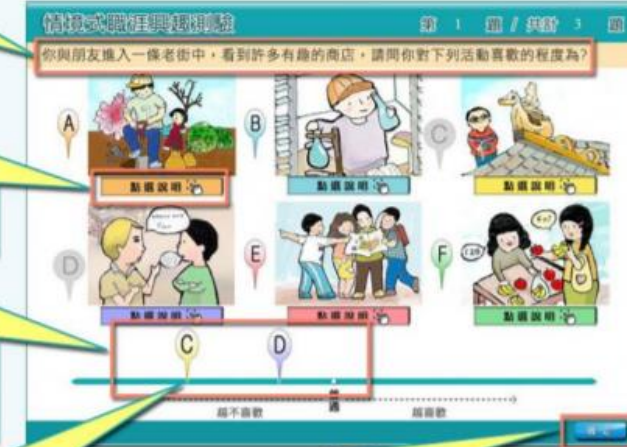 情境式職涯興趣測驗
第 1 題 / 共計 3 題
你與朋友進入一條老街中，看到許多有趣的商店，請問你對下列活動喜歡的程度為?
A
B
C
點選說明
點選說明
點選說明
D
E
F
點選說明
點選說明
點選說明
C
D
普通
越不喜歡
越喜歡